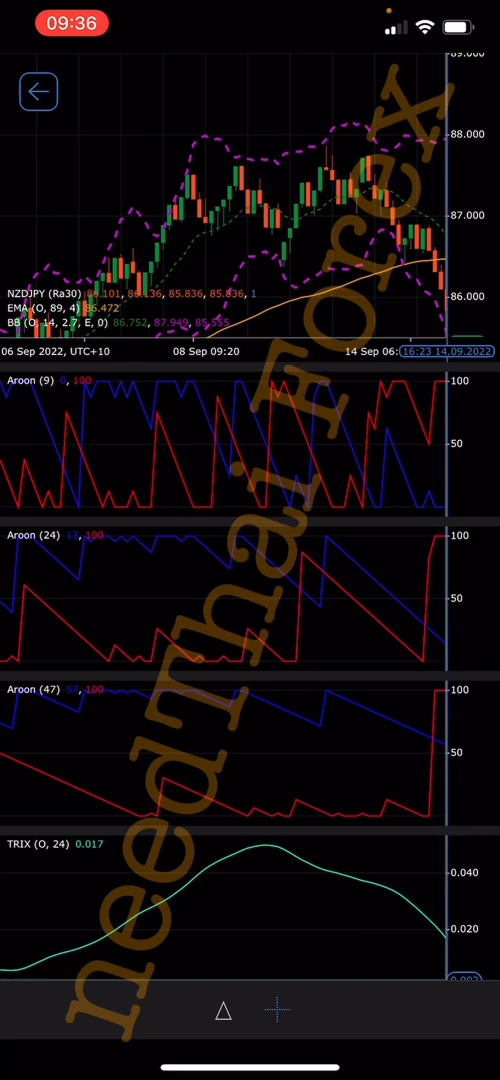 09:36
89.000
88.000
87.000
86.000
NZDJPY (Ra30) 86.101, 86.136, 85.836, 85.836, 1
EMA (O, 89, 4) 86.472
BB (O, 14, 2.7, E, 0) 86.752, 87.949, 85.555
06 Sep 2022, UTC+10
08 Sep 09:20
14 Sep 06:
16:23 14.09.2022
Aroon (9) 0, 100
100
50
Aroon (24) 13, 100
100
50
Aroon (47) 57, 100
100
50
TRIX (O, 24) 0.017
0.040
0.020
needThai Forex